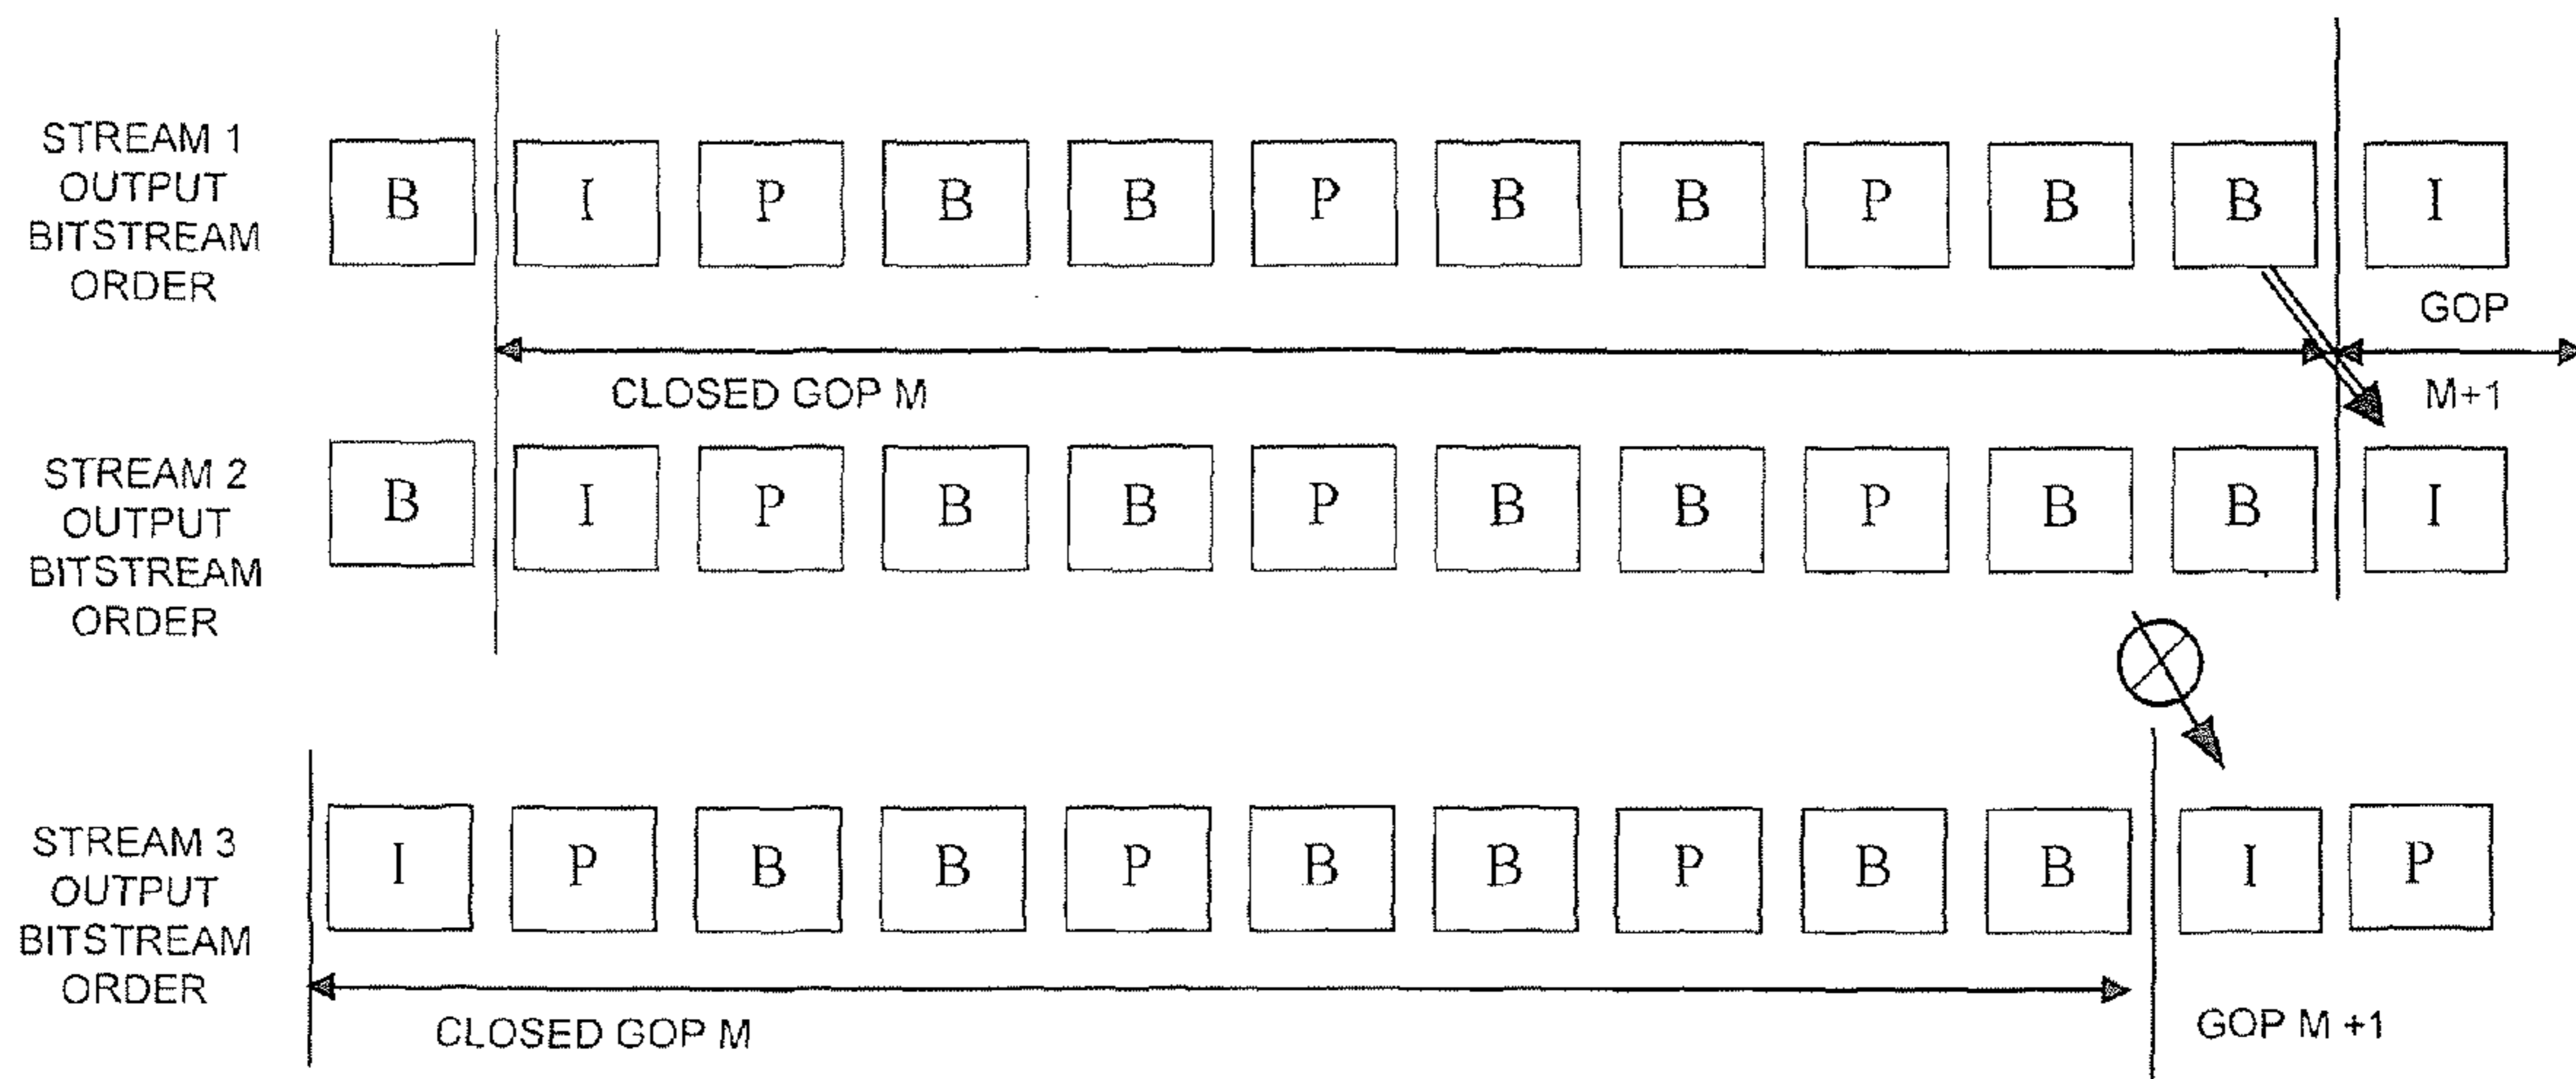 STREAM 1
OUTPUT
BITSTREAM
ORDER
B I P B B P B B P B B I
GOP
CLOSED GOP M
M+1
STREAM 2
OUTPUT
BITSTREAM
ORDER
B I P B B P B B P B B I
STREAM 3
OUTPUT
BITSTREAM
ORDER
I P B B P B B P B B I P
CLOSED GOP M
GOP M +1